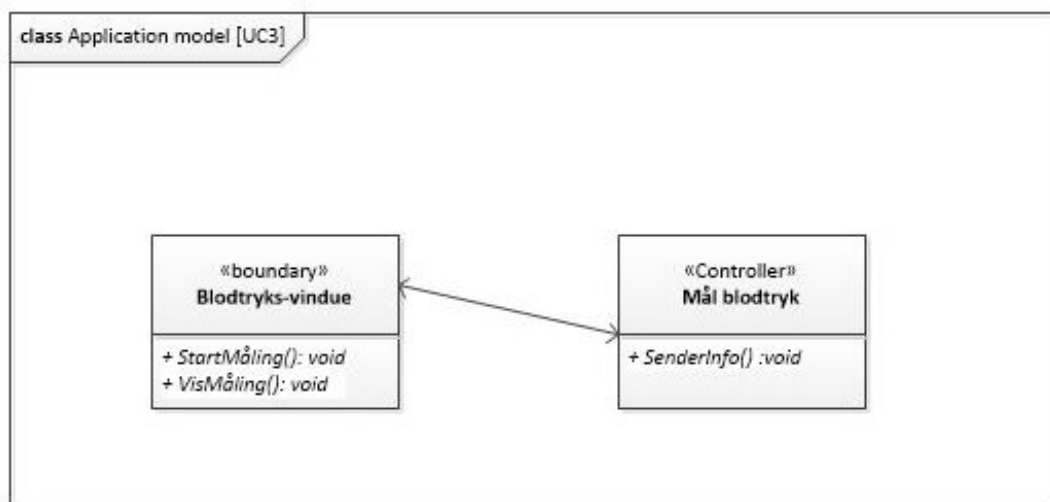 class Application model [UC3]
«boundary»
Blodtryks-vindue
+ StartMåling(): void
+ VisMåling(): void
«Controller»
Mål blodtryk
+ SenderInfo() :void